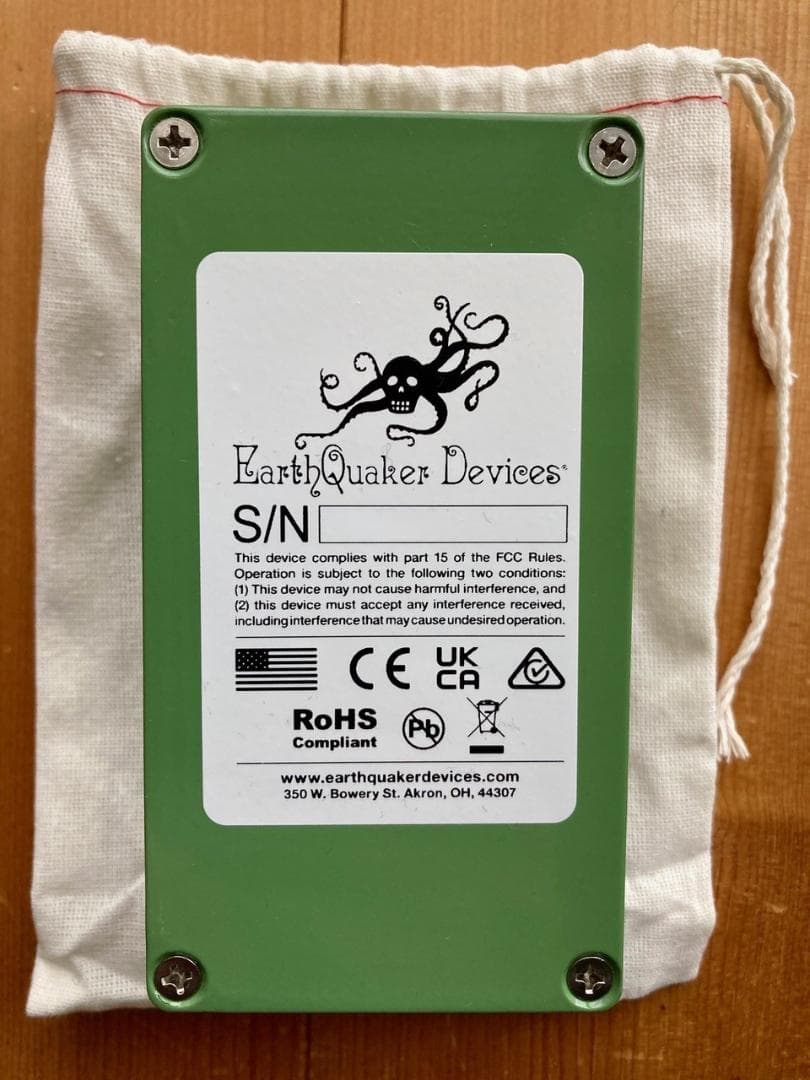 EarthQuaker Devices
S/N
This device complies with part 15 of the FCC Rules.
Operation is subject to the following two conditions:
(1) This device may not cause harmful interference, and
(2) this device must accept any interference received,
including interference that may cause undesired operation.
CE UK
CA
RoHS Pb
Compliant
www.earthquakerdevices.com
350 W. Bowery St. Akron, OH, 44307